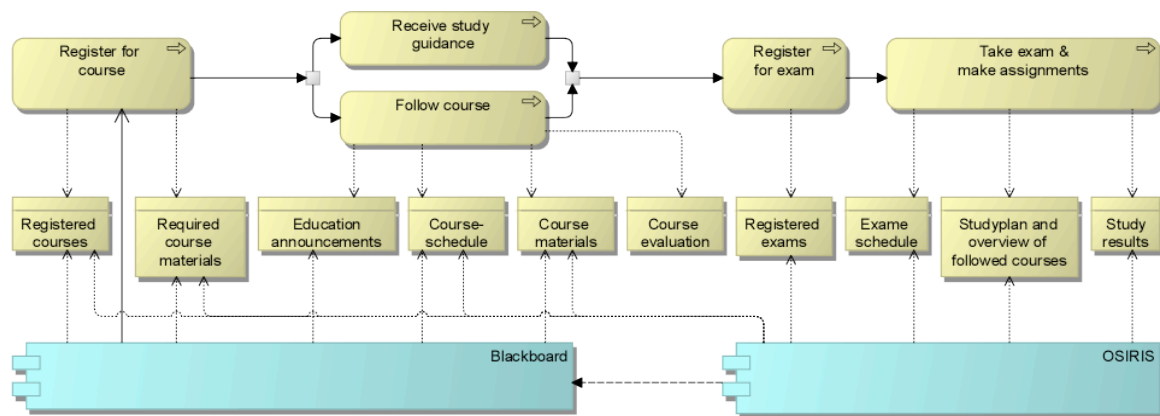 Register for
course
Receive study
guidance
Follow course
Register
for exam
Take exam &
make assignments
Registered
courses
Required
course
materials
Education
announcements
Course-
schedule
Course
materials
Course
evaluation
Registered
exams
Exame
schedule
Studyplan and
overview of
followed courses
Study
results
Blackboard
OSIRIS